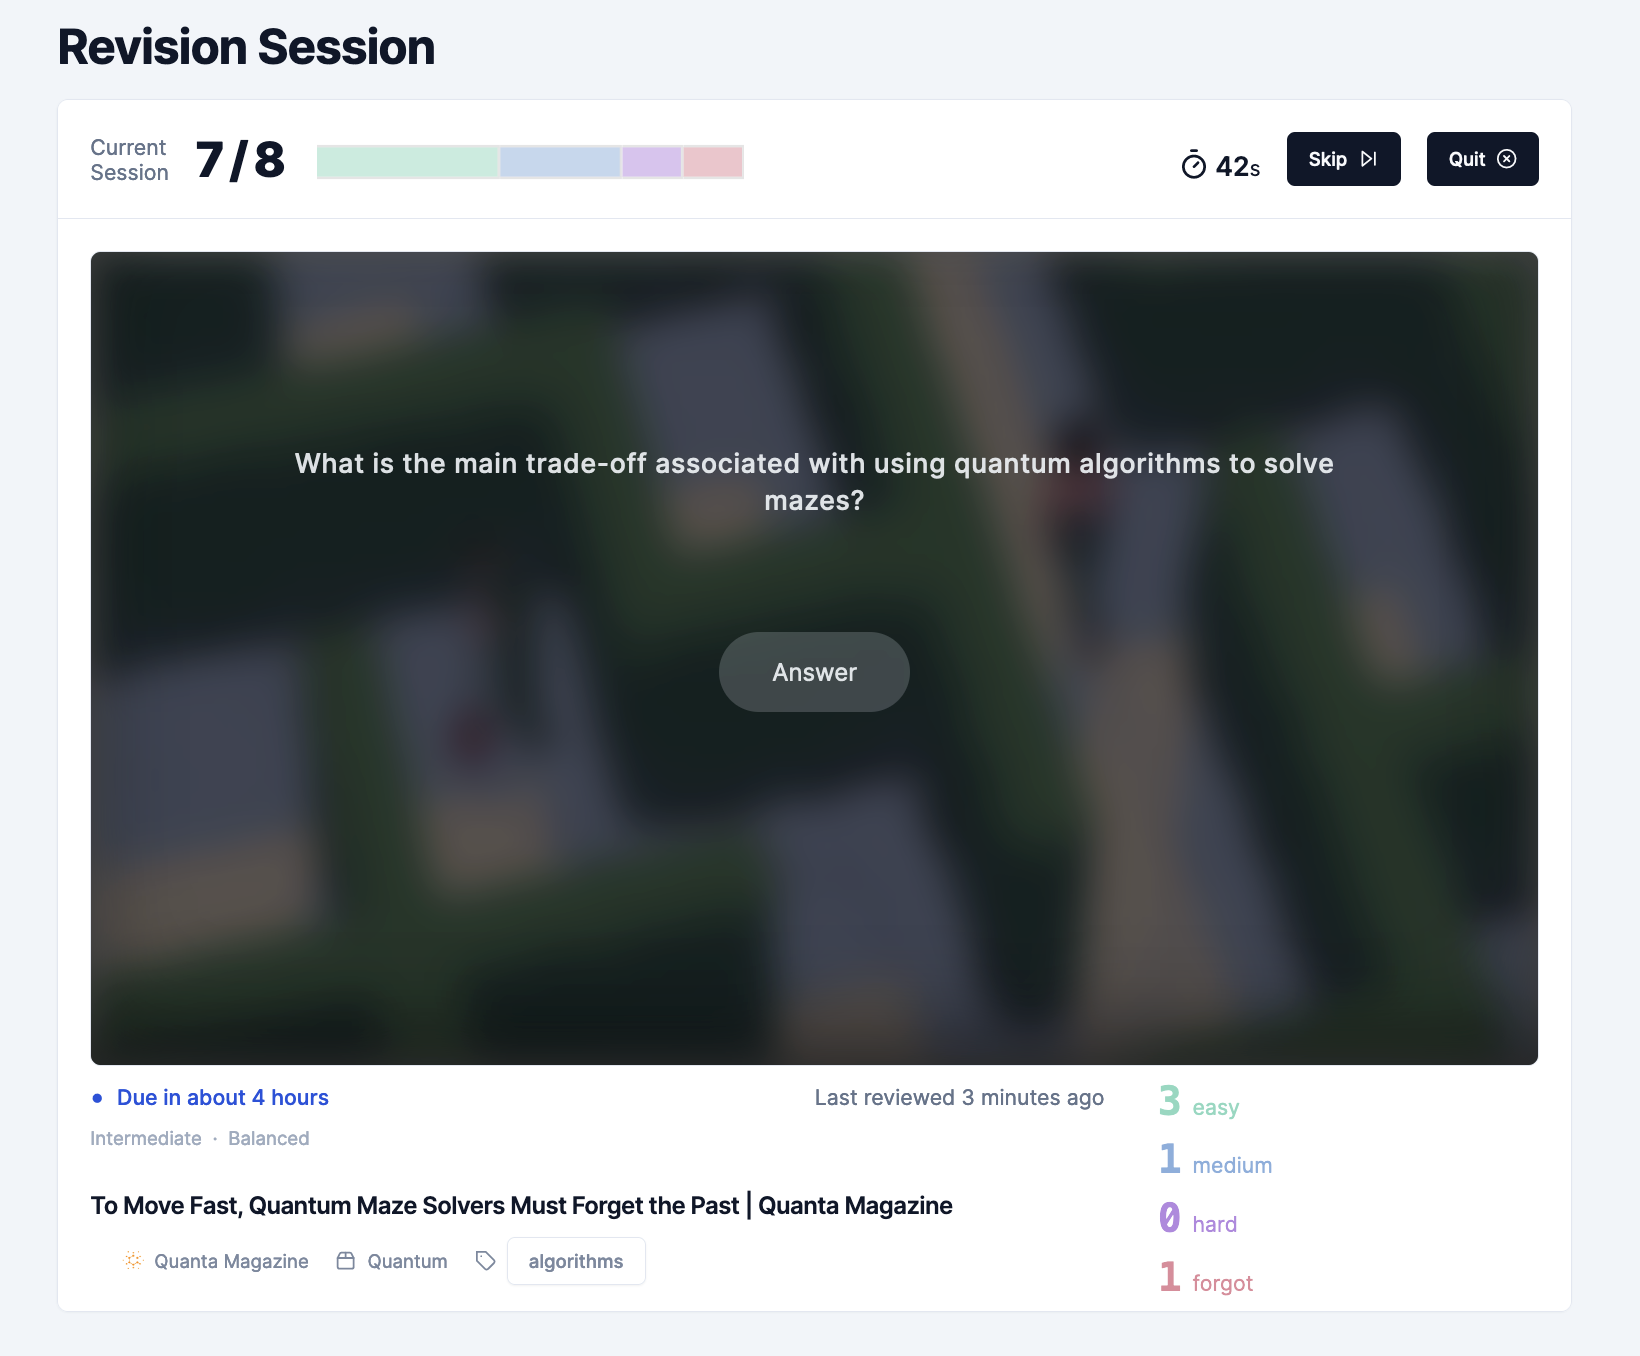 Revision Session
Current
Session
7/8
42s
Skip
Quit
What is the main trade-off associated with using quantum algorithms to solve
mazes?
Answer
Due in about 4 hours
Last reviewed 3 minutes ago
Intermediate · Balanced
3 easy
1 medium
0 hard
1 forgot
To Move Fast, Quantum Maze Solvers Must Forget the Past | Quanta Magazine
Quanta Magazine
Quantum
algorithms